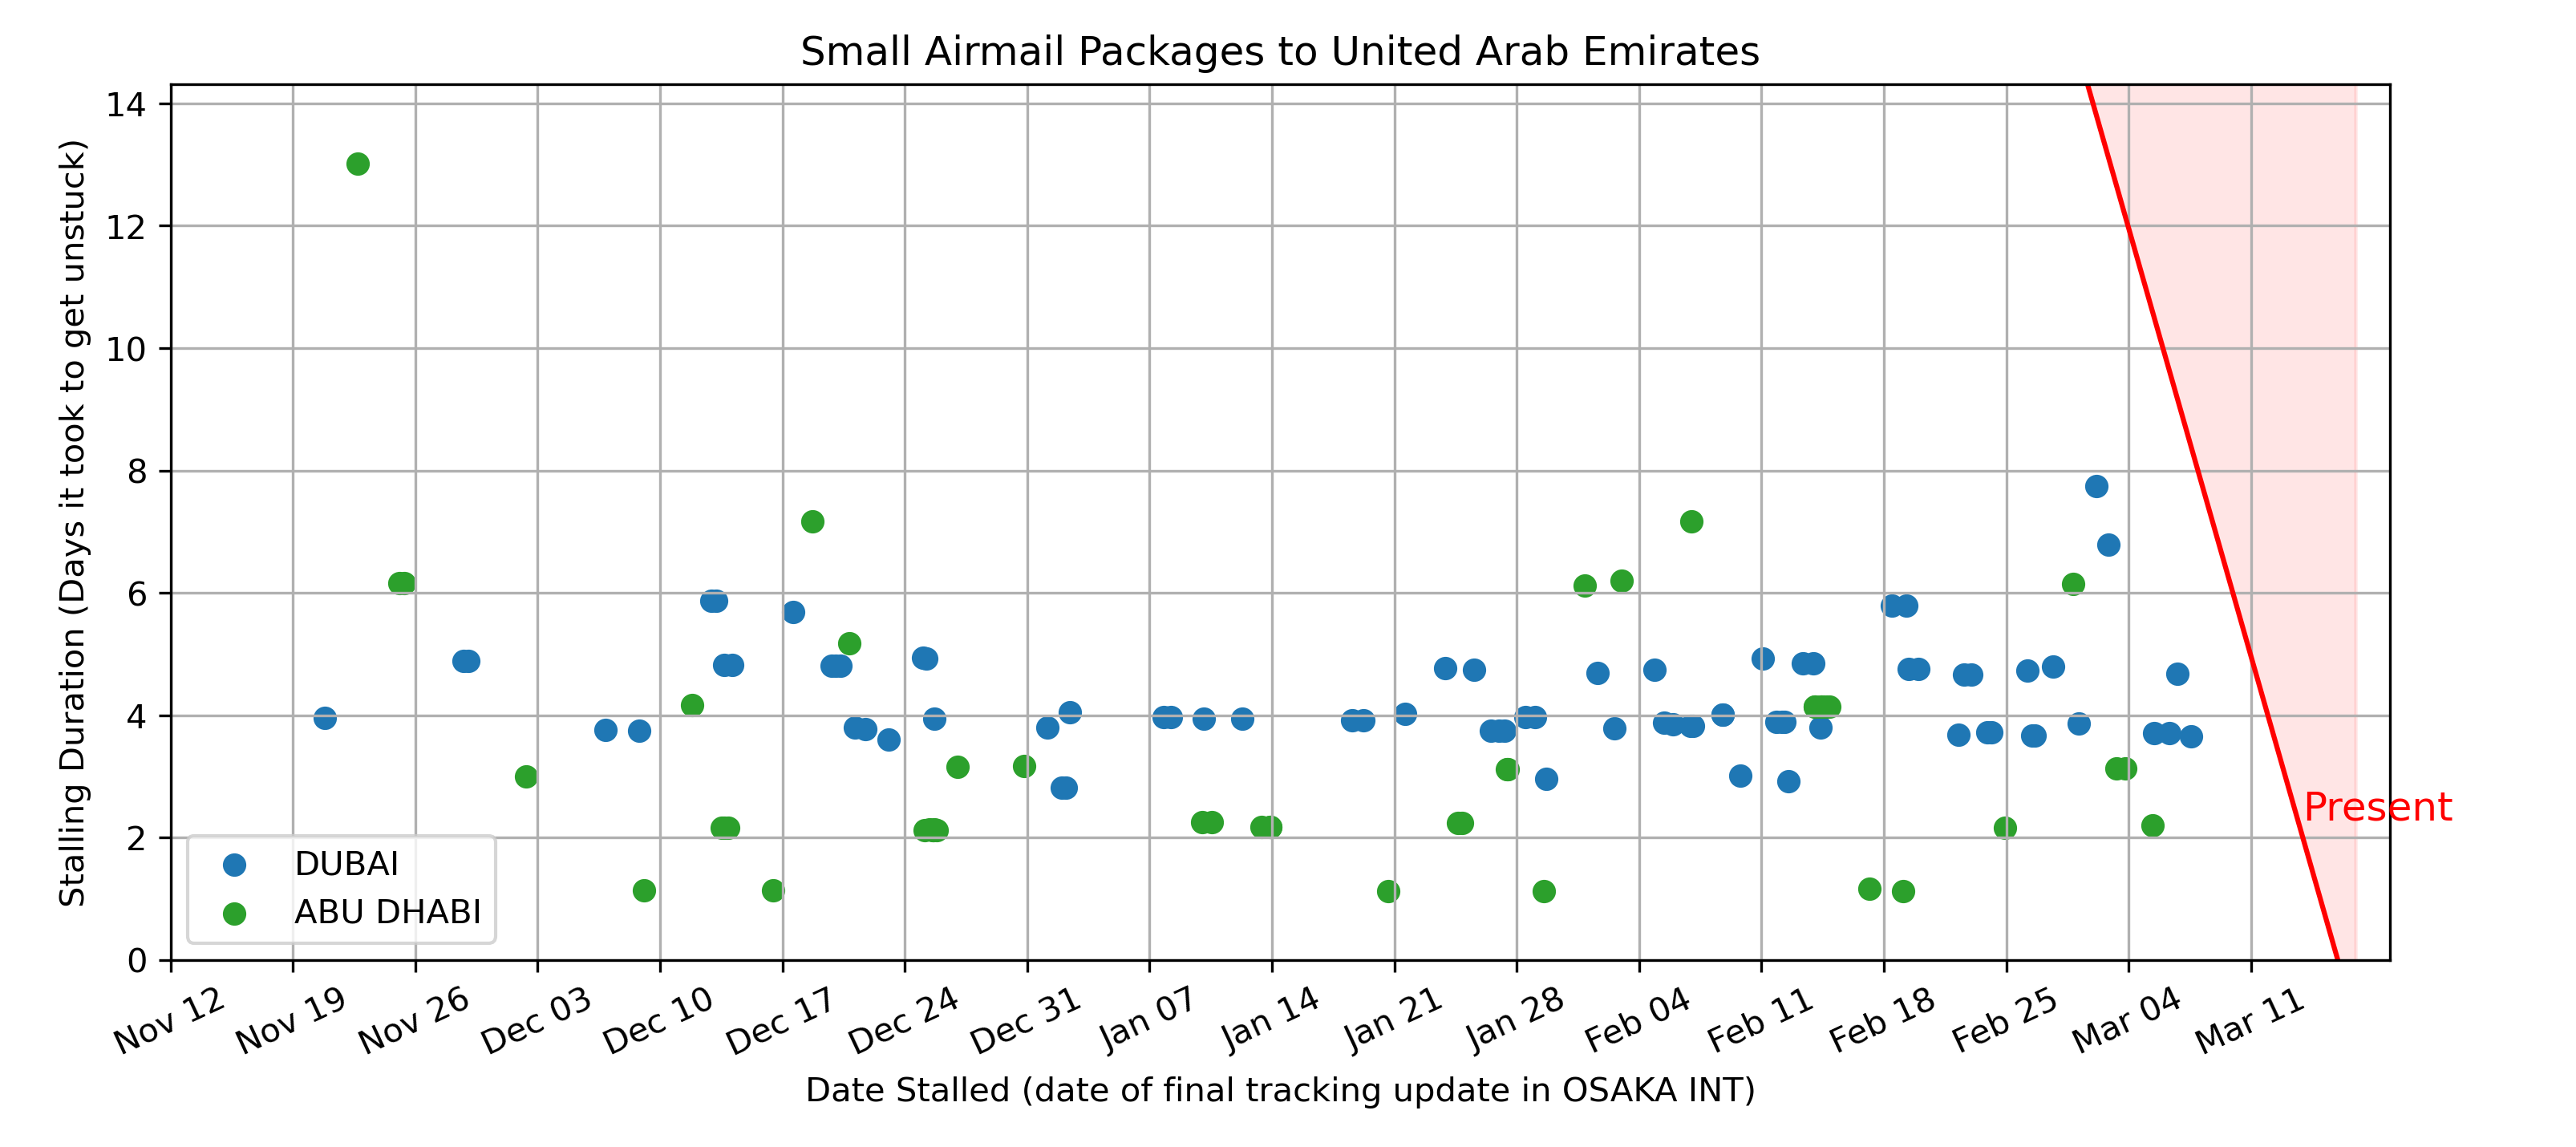 Small Airmail Packages to United Arab Emirates
Stalling Duration (Days it took to get unstuck)
14
12
10
8
6
4
2
0
Present
DUBAI
ABU DHABI
Nov 12
Nov 19
Nov 26
Dec 03
Dec 10
Dec 17
Dec 24
Dec 31
Jan 07
Jan 14
Jan 21
Jan 28
Feb 04
Feb 11
Feb 18
Feb 25
Mar 04
Mar 11
Date Stalled (date of final tracking update in OSAKA INT)